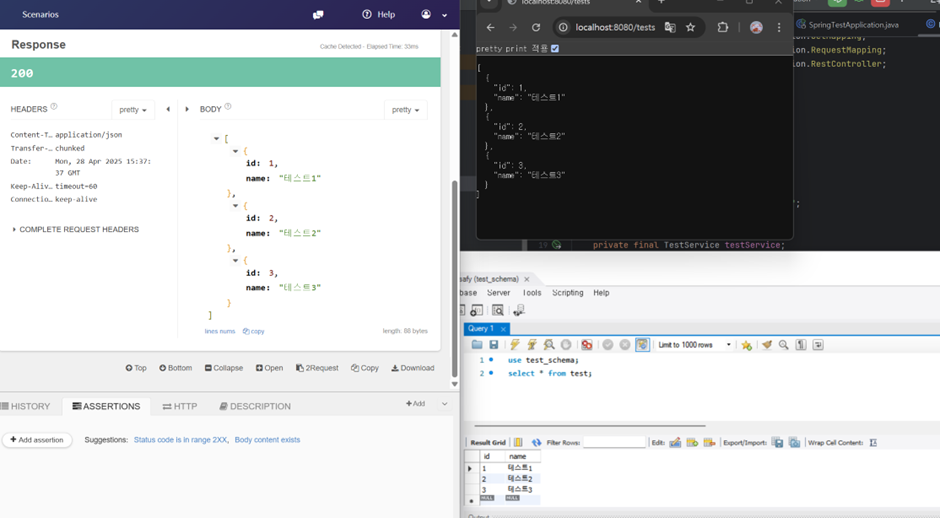 Scenarios
Help
Response
Cache Detected - Elapsed Time: 33ms
200
HEADERS
pretty
BODY
pretty
Content-T… application/json
Transfer-… chunked
Date: Mon, 28 Apr 2025 15:37:
37 GMT
Keep-Aliv… timeout=60
Connectio… keep-alive
COMPLETE REQUEST HEADERS
[
{
id: 1,
name: "테스트1"
},
{
id: 2,
name: "테스트2"
},
{
id: 3,
name: "테스트3"
}
]
lines nums
copy
length: 88 bytes
Top
Bottom
Collapse
Open
2Request
Copy
Download
HISTORY
ASSERTIONS
HTTP
DESCRIPTION
Add
Add assertion
Suggestions: Status code is in range 2XX, Body content exists
localhost:8080/tests
localhost:8080/tests
pretty print 적용
[
{
"id": 1,
"name": "테스트1"
},
{
"id": 2,
"name": "테스트2"
},
{
"id": 3,
"name": "테스트3"
}
]
SpringTestApplication.java
ion.RequestMapping;
ion.RestController;
";
19
private final TestService testService;
safy (test_schema)
base Server Tools Scripting Help
Query 1
Limit to 1000 rows
1 use test_schema;
2 select * from test;
Result Grid
Filter Rows:
Edit:
Export/Import:
Wrap Cell Content:
id name
1 테스트1
2 테스트2
3 테스트3
NULL NULL